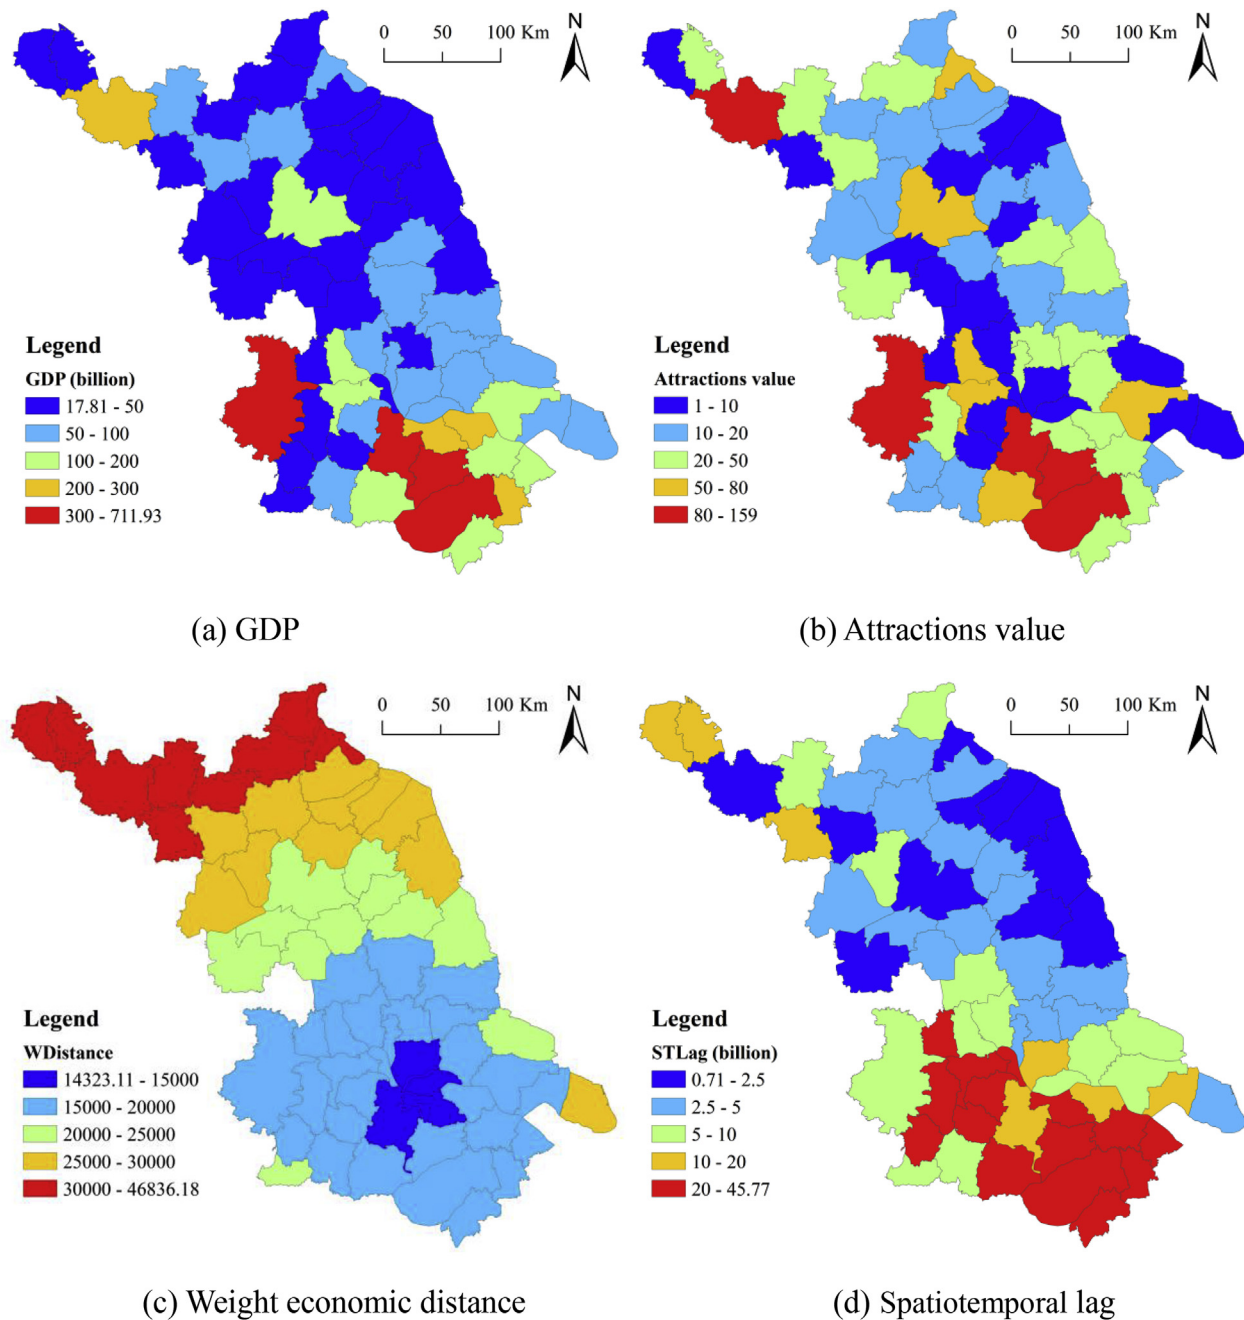 0 50 100 Km
N
Legend
GDP (billion)
17.81 - 50
50 - 100
100 - 200
200 - 300
300 - 711.93
(a) GDP
0 50 100 Km
N
Legend
Attractions value
1 - 10
10 - 20
20 - 50
50 - 80
80 - 159
(b) Attractions value
0 50 100 Km
N
Legend
WDistance
14323.11 - 15000
15000 - 20000
20000 - 25000
25000 - 30000
30000 - 46836.18
(c) Weight economic distance
0 50 100 Km
N
Legend
STLag (billion)
0.71 - 2.5
2.5 - 5
5 - 10
10 - 20
20 - 45.77
(d) Spatiotemporal lag